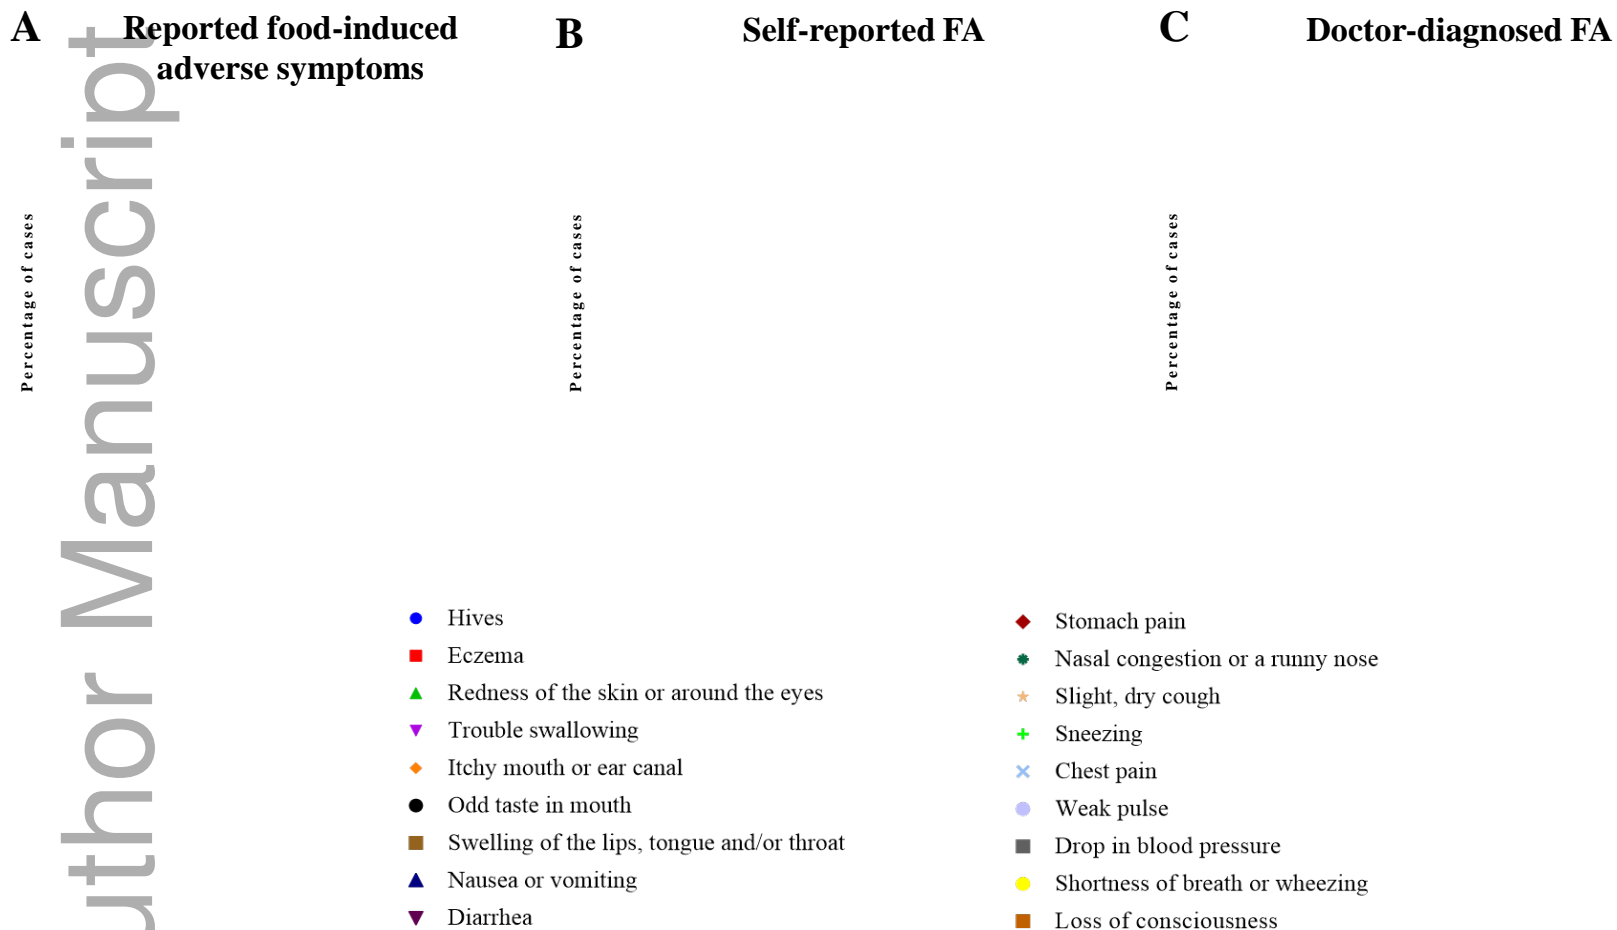 A
Reported food-induced
adverse symptoms
B
Self-reported FA
C
Doctor-diagnosed FA
Percentage of cases
Percentage of cases
Percentage of cases
uthor Manuscript
Hives
Eczema
Redness of the skin or around the eyes
Trouble swallowing
Itchy mouth or ear canal
Odd taste in mouth
Swelling of the lips, tongue and/or throat
Nausea or vomiting
Diarrhea
Stomach pain
Nasal congestion or a runny nose
Slight, dry cough
Sneezing
Chest pain
Weak pulse
Drop in blood pressure
Shortness of breath or wheezing
Loss of consciousness